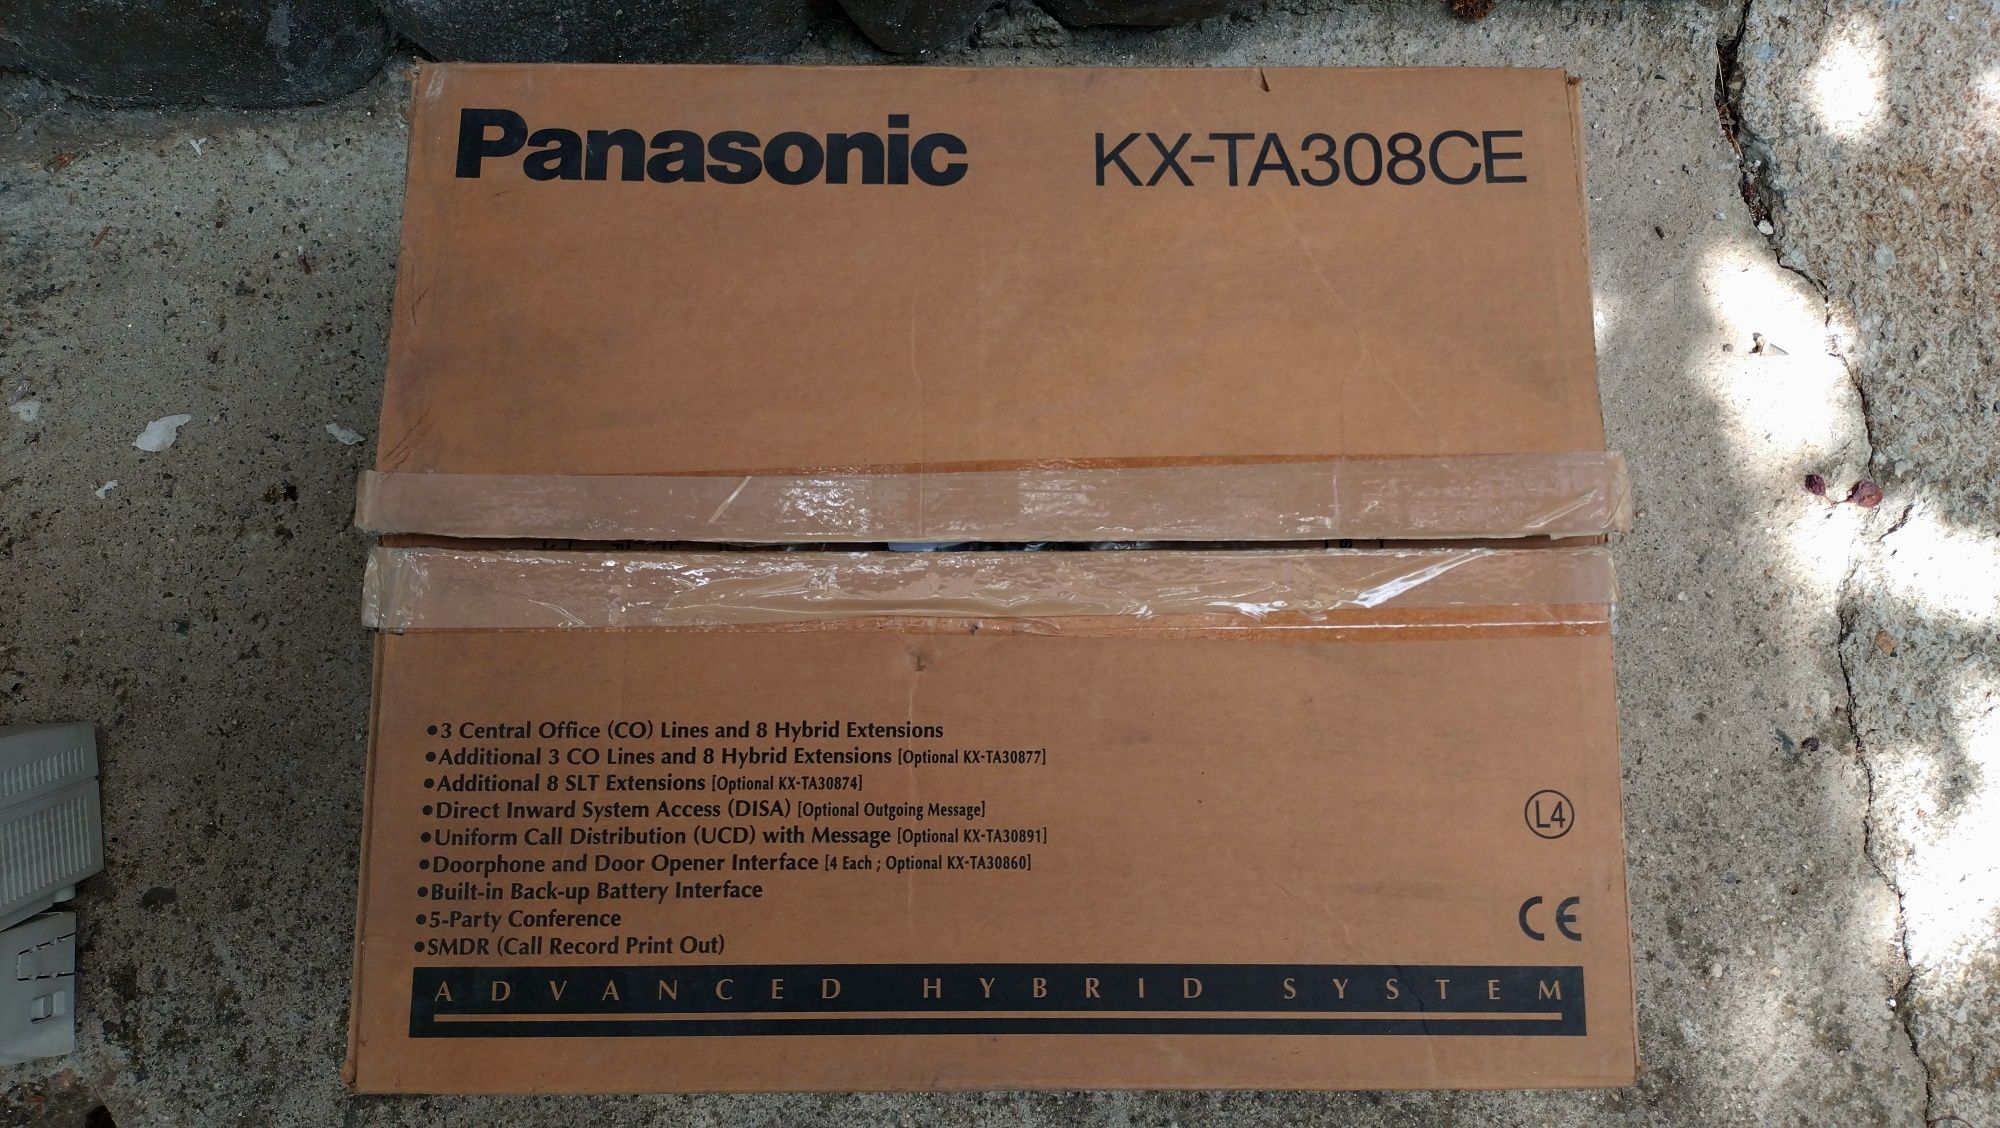 Panasonic KX-TA308CE
•3 Central Office (CO) Lines and 8 Hybrid Extensions
•Additional 3 CO Lines and 8 Hybrid Extensions [Optional KX-TA30877]
•Additional 8 SLT Extensions [Optional KX-TA30874]
•Direct Inward System Access (DISA) [Optional Outgoing Message]
•Uniform Call Distribution (UCD) with Message [Optional KX-TA30891]
•Doorphone and Door Opener Interface [4 Each ; Optional KX-TA30860]
•Built-in Back-up Battery Interface
•5-Party Conference
•SMDR (Call Record Print Out)
L4
CE
ADVANCED HYBRID SYSTEM